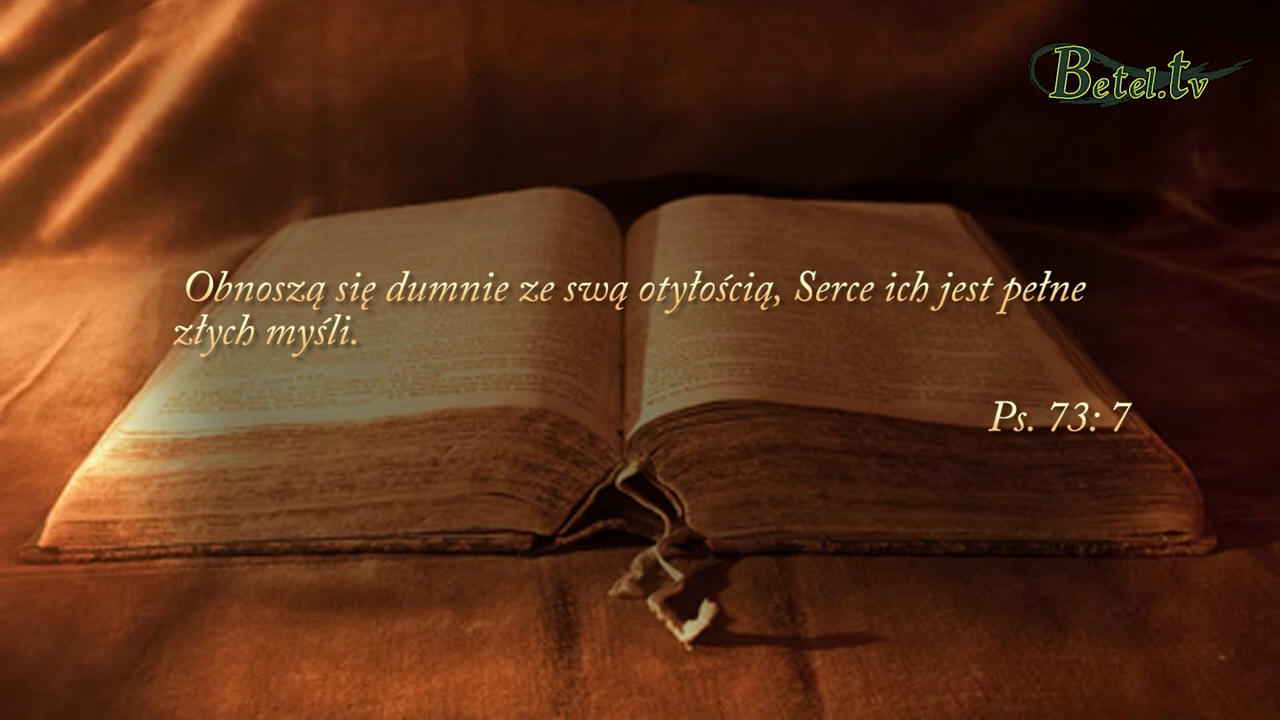 Betel.tv
Obnoszą się dumnie ze swą otyłością, Serce ich jest pełne
złych myśli.
Ps. 73: 7